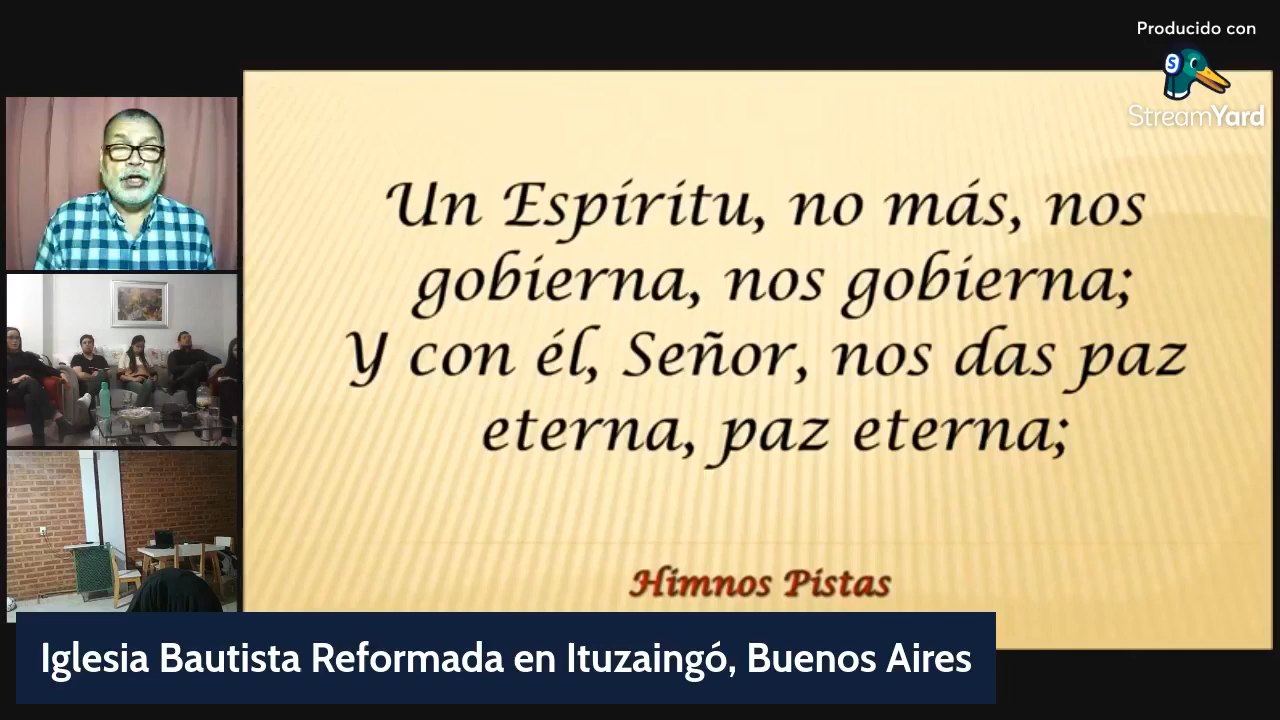 Producido con
StreamYard
Un Espíritu, no más, nos
gobierna, nos gobierna;
Y con él, Señor, nos das paz
eterna, paz eterna;
Himnos Pistas
Iglesia Bautista Reformada en Ituzaingó, Buenos Aires